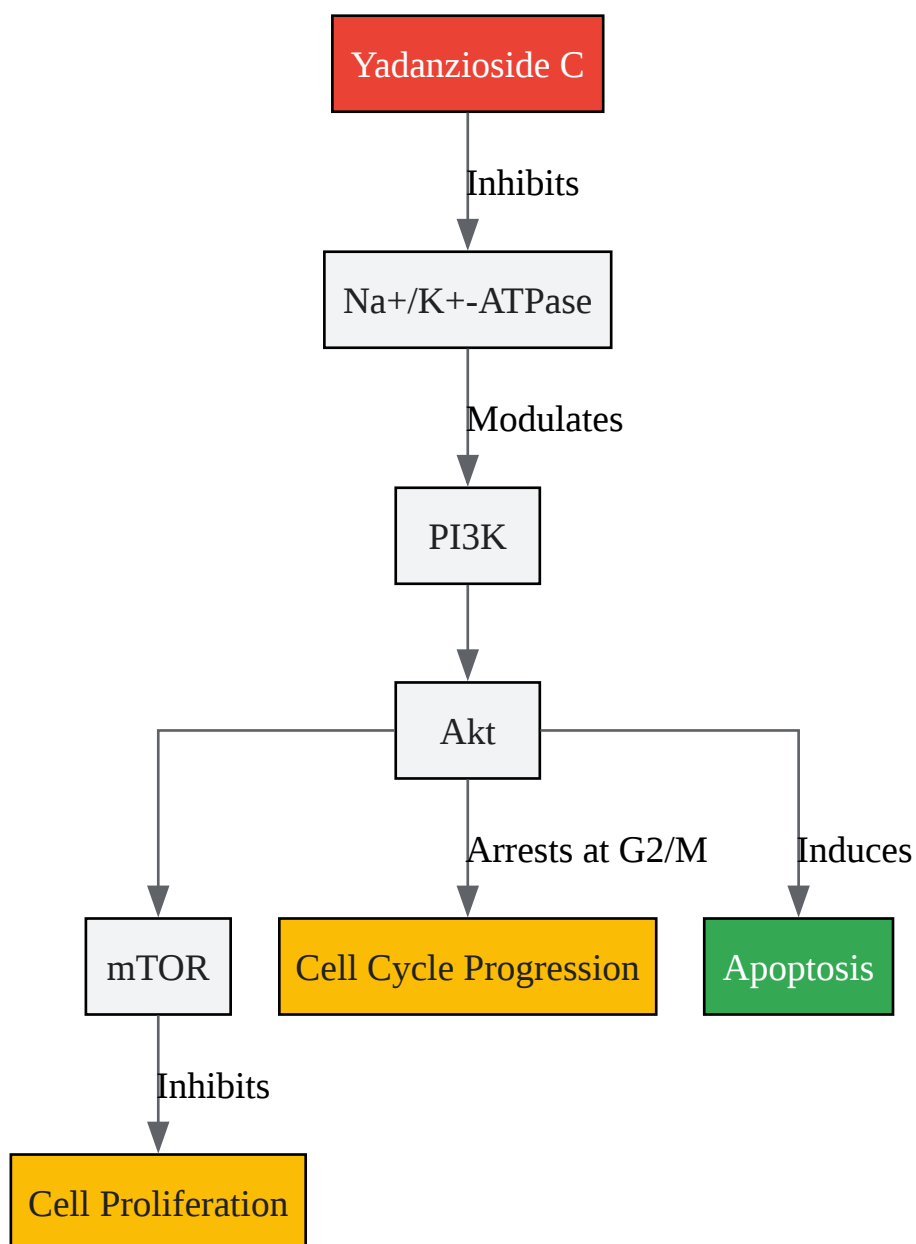 Yadanzioside C
Inhibits
Na+/K+-ATPase
Modulates
PI3K
Akt
Arrests at G2/M
Induces
mTOR
Cell Cycle Progression
Apoptosis
Inhibits
Cell Proliferation